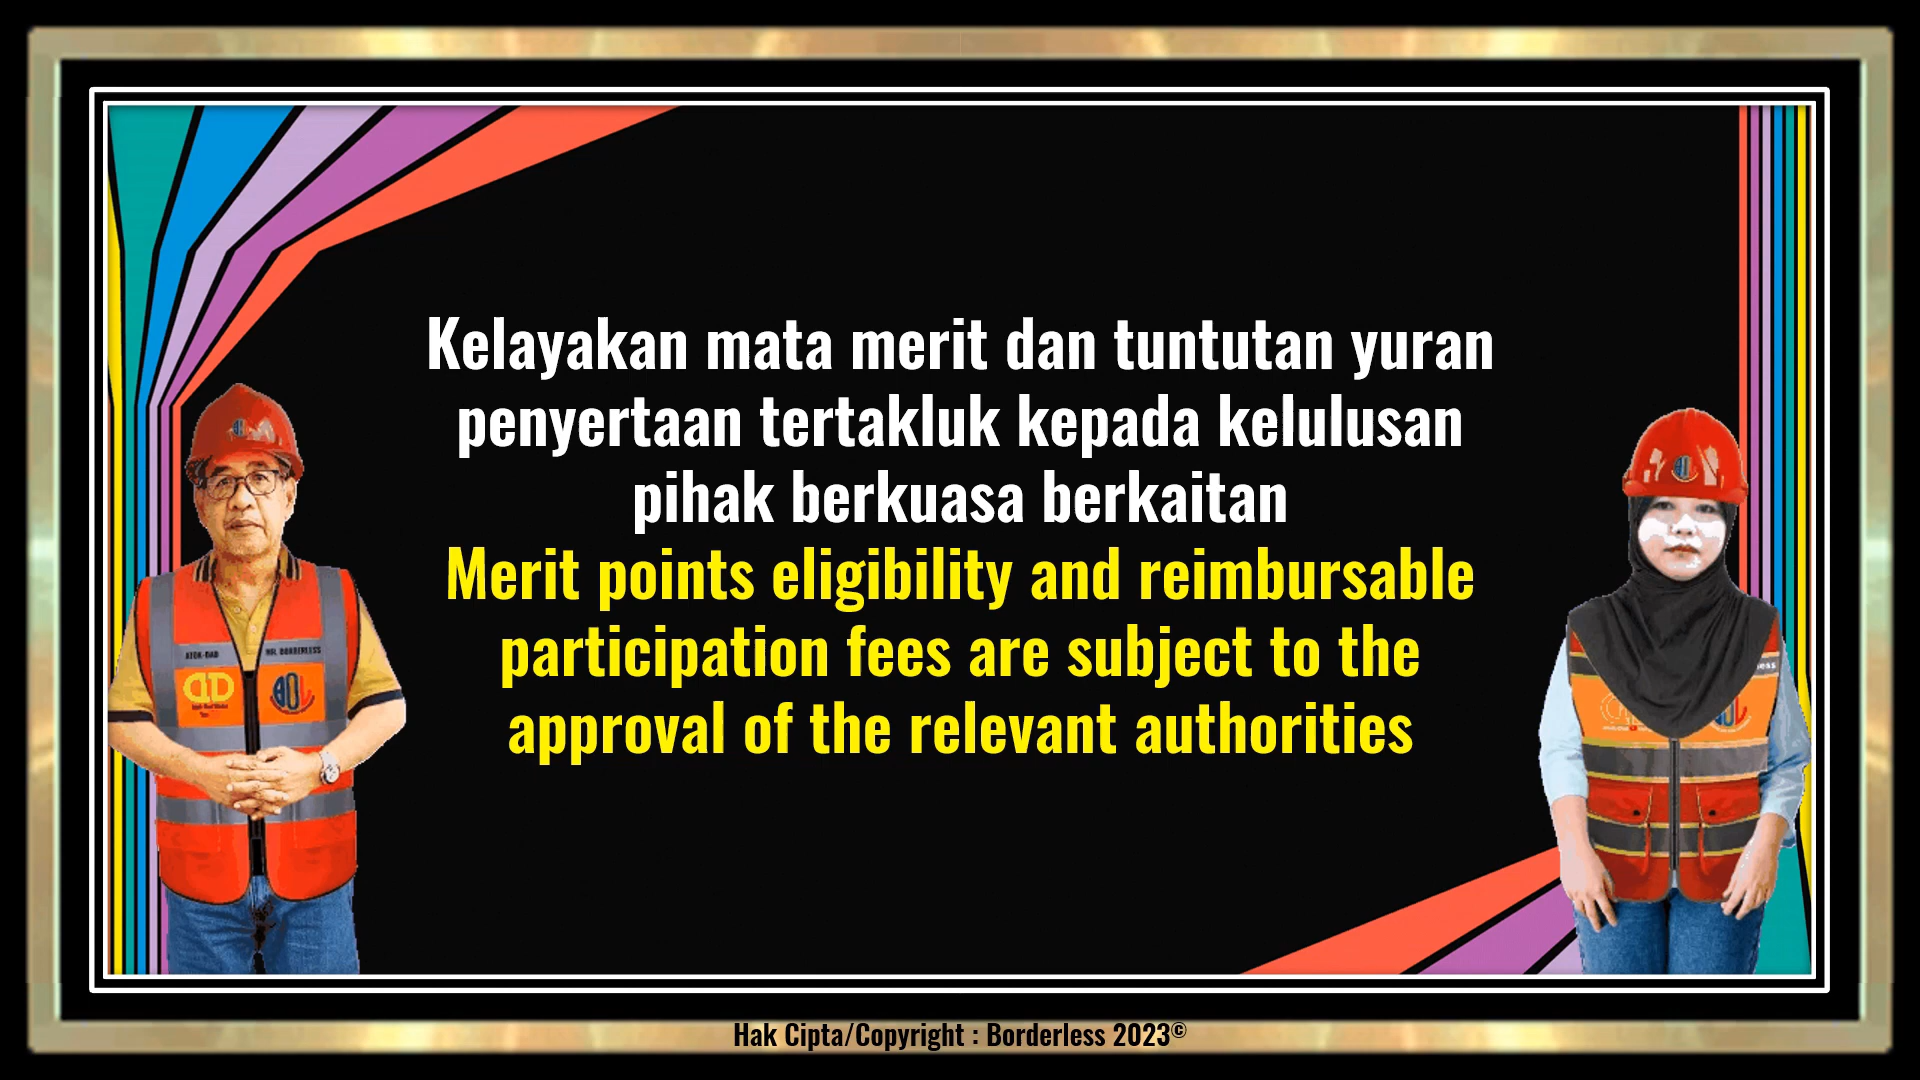 Kelayakan mata merit dan tuntutan yuran
penyertaan tertakluk kepada kelulusan
pihak berkuasa berkaitan
Merit points eligibility and reimbursable
participation fees are subject to the
approval of the relevant authorities
Hak Cipta/Copyright : Borderless 2023©